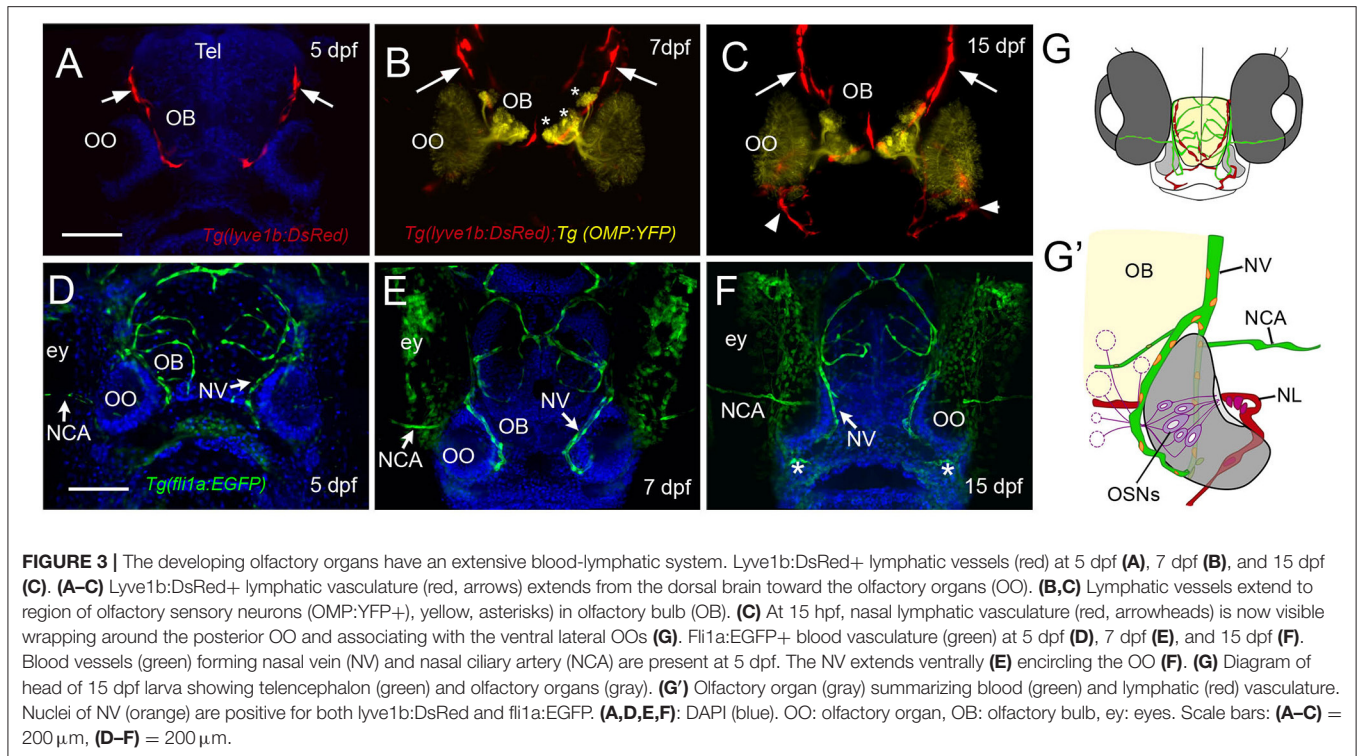 A
Tel
5 dpf
OO
OB
Tg(lyve1b:DsRed)
B
7dpf
OB
*
*
*
OO
Tg(lyve1b:DsRed);Tg (OMP:YFP)
C
15 dpf
OB
OO
G
D
ey
OB
OO
NV
NCA
Tg(fli1a:EGFP)
5 dpf
E
ey
NV
OB
NCA
OO
7 dpf
F
ey
NCA
OO
NV
*
*
15 dpf
G'
OB
NV
NCA
NL
OSNs
FIGURE 3 | The developing olfactory organs have an extensive blood-lymphatic system. Lyve1b:DsRed+ lymphatic vessels (red) at 5 dpf (A), 7 dpf (B), and 15 dpf
(C). (A–C) Lyve1b:DsRed+ lymphatic vasculature (red, arrows) extends from the dorsal brain toward the olfactory organs (OO). (B,C) Lymphatic vessels extend to
region of olfactory sensory neurons (OMP:YFP+), yellow, asterisks) in olfactory bulb (OB). (C) At 15 hpf, nasal lymphatic vasculature (red, arrowheads) is now visible
wrapping around the posterior OO and associating with the ventral lateral OOs (G). Fli1a:EGFP+ blood vasculature (green) at 5 dpf (D), 7 dpf (E), and 15 dpf (F).
Blood vessels (green) forming nasal vein (NV) and nasal ciliary artery (NCA) are present at 5 dpf. The NV extends ventrally (E) encircling the OO (F). (G) Diagram of
head of 15 dpf larva showing telencephalon (green) and olfactory organs (gray). (G') Olfactory organ (gray) summarizing blood (green) and lymphatic (red) vasculature.
Nuclei of NV (orange) are positive for both lyve1b:DsRed and fli1a:EGFP. (A,D,E,F): DAPI (blue). OO: olfactory organ, OB: olfactory bulb, ey: eyes. Scale bars: (A–C) =
200 μm, (D–F) = 200 μm.